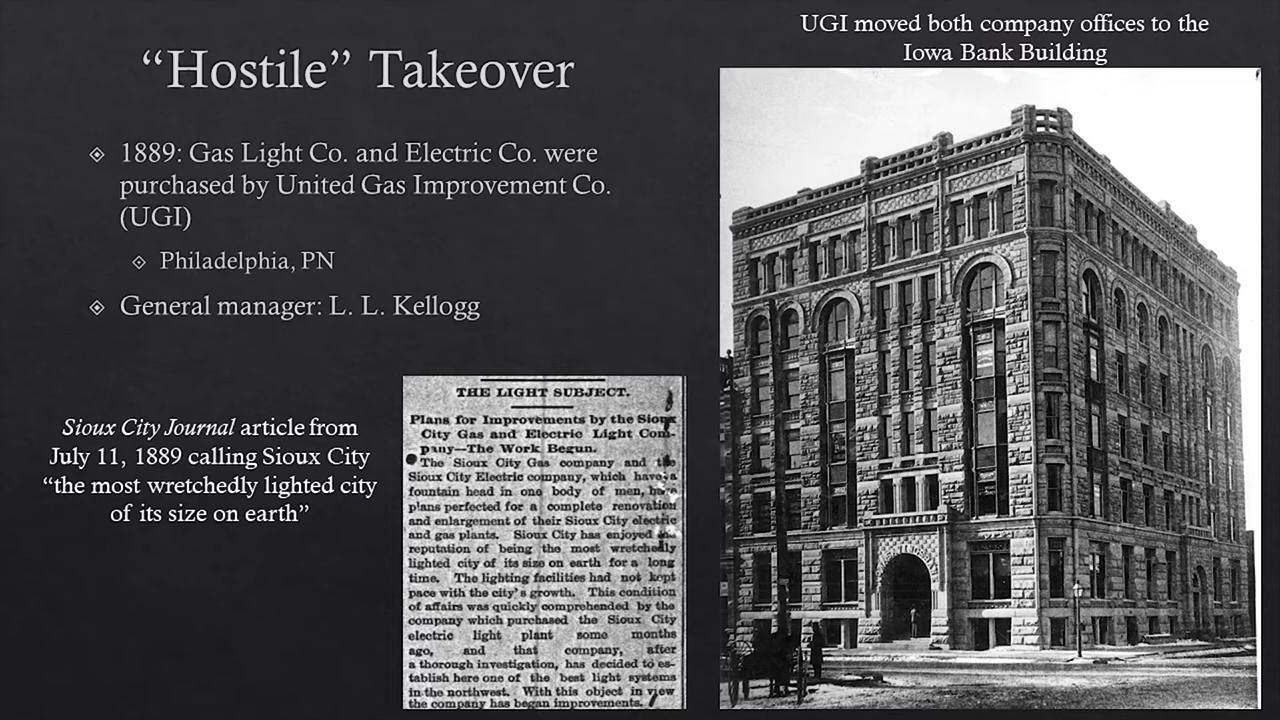 “Hostile” Takeover
1889: Gas Light Co. and Electric Co. were
purchased by United Gas Improvement Co.
(UGI)
Philadelphia, PN
General manager: L. L. Kellogg
Sioux City Journal article from
July 11, 1889 calling Sioux City
“the most wretchedly lighted city
of its size on earth”
THE LIGHT SUBJECT.
Plans for Improvements by the Sioux
City Gas and Electric Light Com-
pany—The Work Begun.
The Sioux City Gas company and the
Sioux City Electric company, which have a
fountain head in one body of men, have
plans perfected for a complete renovation
and enlargement of their Sioux City electric
and gas plants. Sioux City has enjoyed
reputation of being the most wretchedly
lighted city of its size on earth for a long
time. The lighting facilities had not kept
pace with the city's growth. This condition
of affairs was quickly comprehended by the
company which purchased the Sioux City
electric light plant some months
ago, and that company, after
a thorough investigation, has decided to es-
tablish here one of the best light systems
in the northwest. With this object in view
the company has began improvements.
UGI moved both company offices to the
Iowa Bank Building